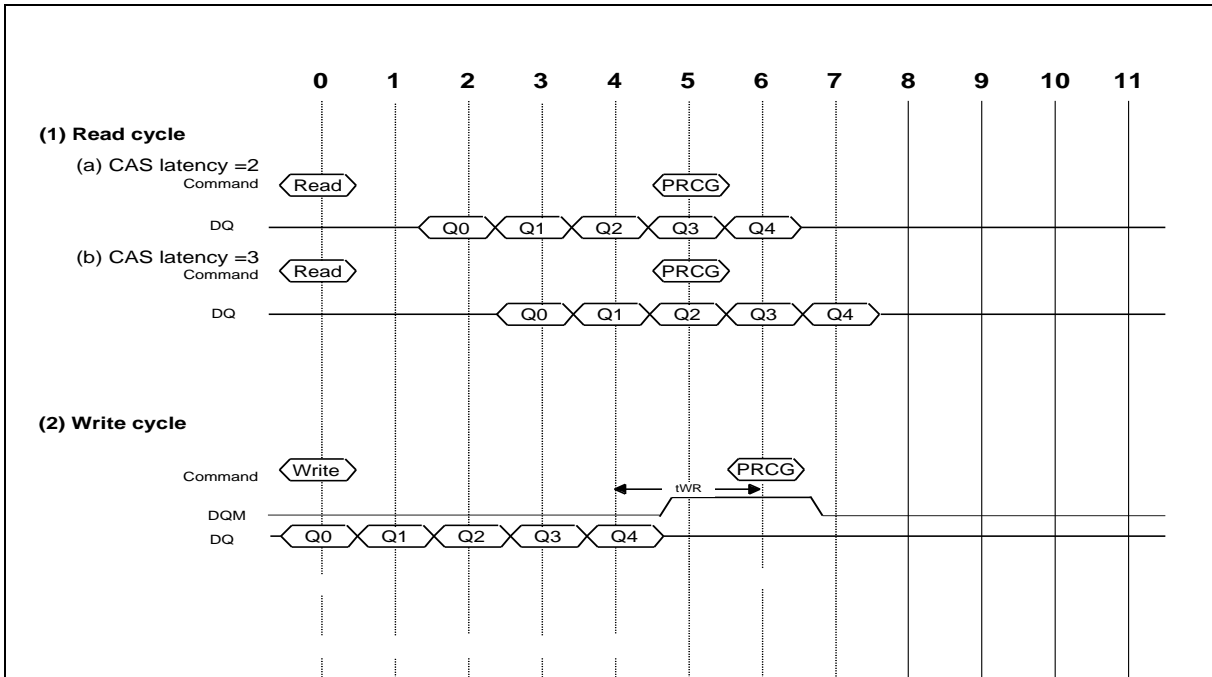 0 1 2 3 4 5 6 7 8 9 10 11
(1) Read cycle
(a) CAS latency =2
Command Read PRCG
DQ Q0 Q1 Q2 Q3 Q4
(b) CAS latency =3
Command Read PRCG
DQ Q0 Q1 Q2 Q3 Q4
(2) Write cycle
Command Write PRCG
tWR
DQM
DQ Q0 Q1 Q2 Q3 Q4